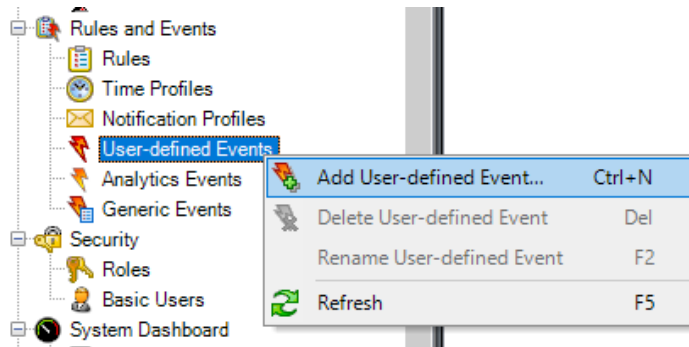 Rules and Events
Rules
Time Profiles
Notification Profiles
User-defined Events
Analytics Events
Generic Events
Security
Roles
Basic Users
System Dashboard
Add User-defined Event... Ctrl+N
Delete User-defined Event Del
Rename User-defined Event F2
Refresh F5